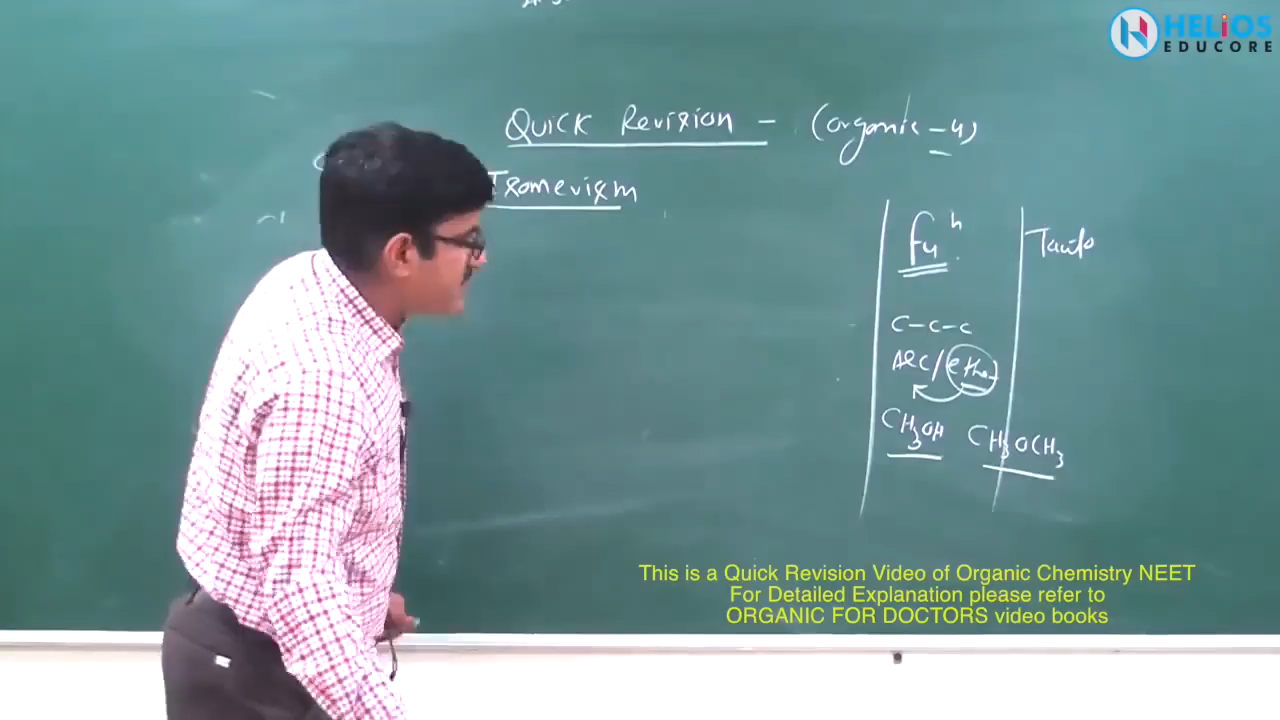 HELiOS
EDUCORE
Quick Revision - (organic - 4)
Isomerism
fu n
Tauto
C-C-C
Alc/ethe
CH3OH CH3OCH3
This is a Quick Revision Video of Organic Chemistry NEET
For Detailed Explanation please refer to
ORGANIC FOR DOCTORS video books